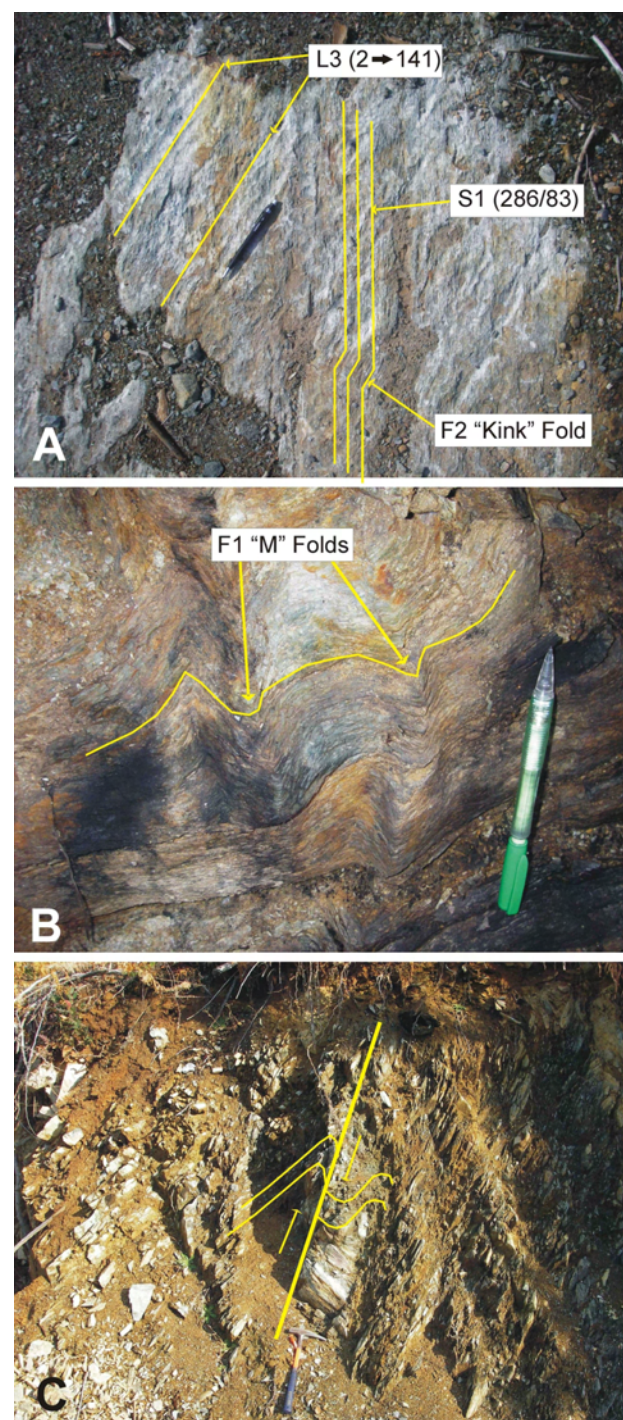 L3 (2➡141)
S1 (286/83)
F2 "Kink" Fold
A
F1 "M" Folds
B
C